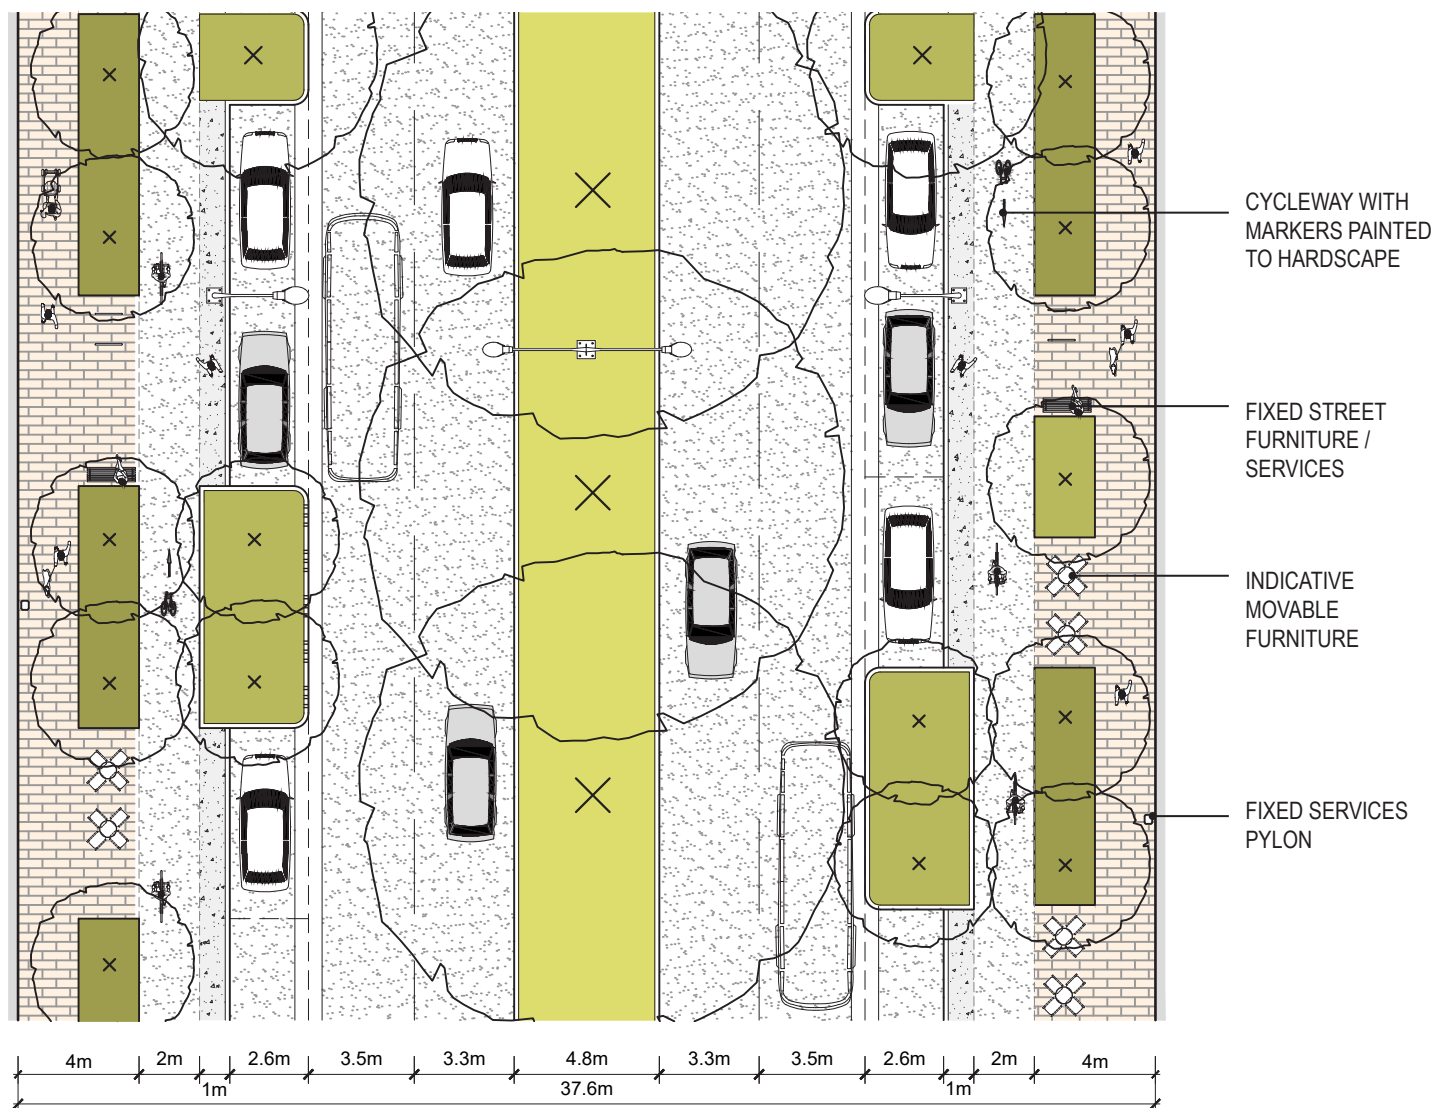 CYCLEWAY WITH
MARKERS PAINTED
TO HARDSCAPE
FIXED STREET
FURNITURE /
SERVICES
INDICATIVE
MOVABLE
FURNITURE
FIXED SERVICES
PYLON
4m 2m 2.6m 3.5m 3.3m 4.8m 3.3m 3.5m 2.6m 2m 4m
1m 37.6m 1m